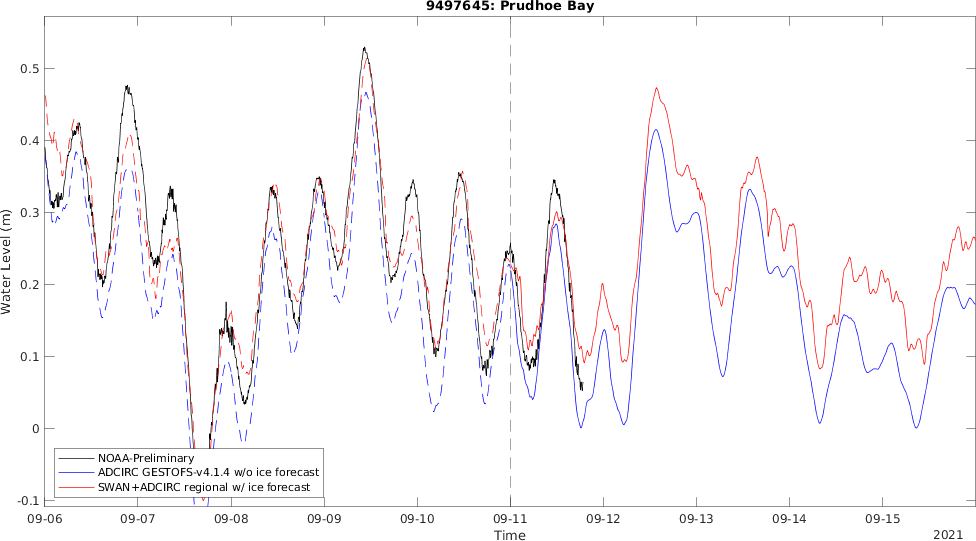 9497645: Prudhoe Bay
Water Level (m)
0.5
0.4
0.3
0.2
0.1
0
-0.1
NOAA-Preliminary
ADCIRC GESTOFS-v4.1.4 w/o ice forecast
SWAN+ADCIRC regional w/ ice forecast
09-06 09-07 09-08 09-09 09-10 09-11 09-12 09-13 09-14 09-15
Time
2021